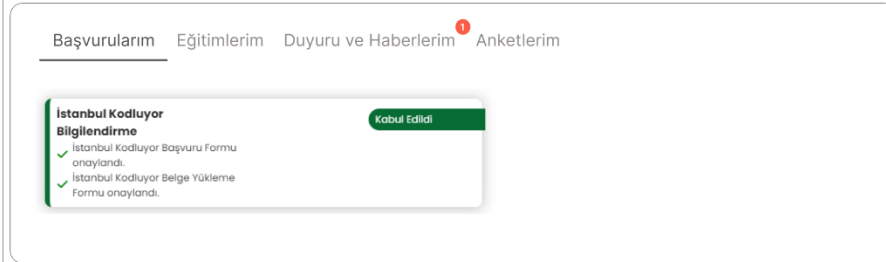 Başvurularım Eğitimlerim Duyuru ve Haberlerim 1 Anketlerim
İstanbul Kodluyor
Bilgilendirme
Kabul Edildi
İstanbul Kodluyor Başvuru Formu
onaylandı.
İstanbul Kodluyor Belge Yükleme
Formu onaylandı.